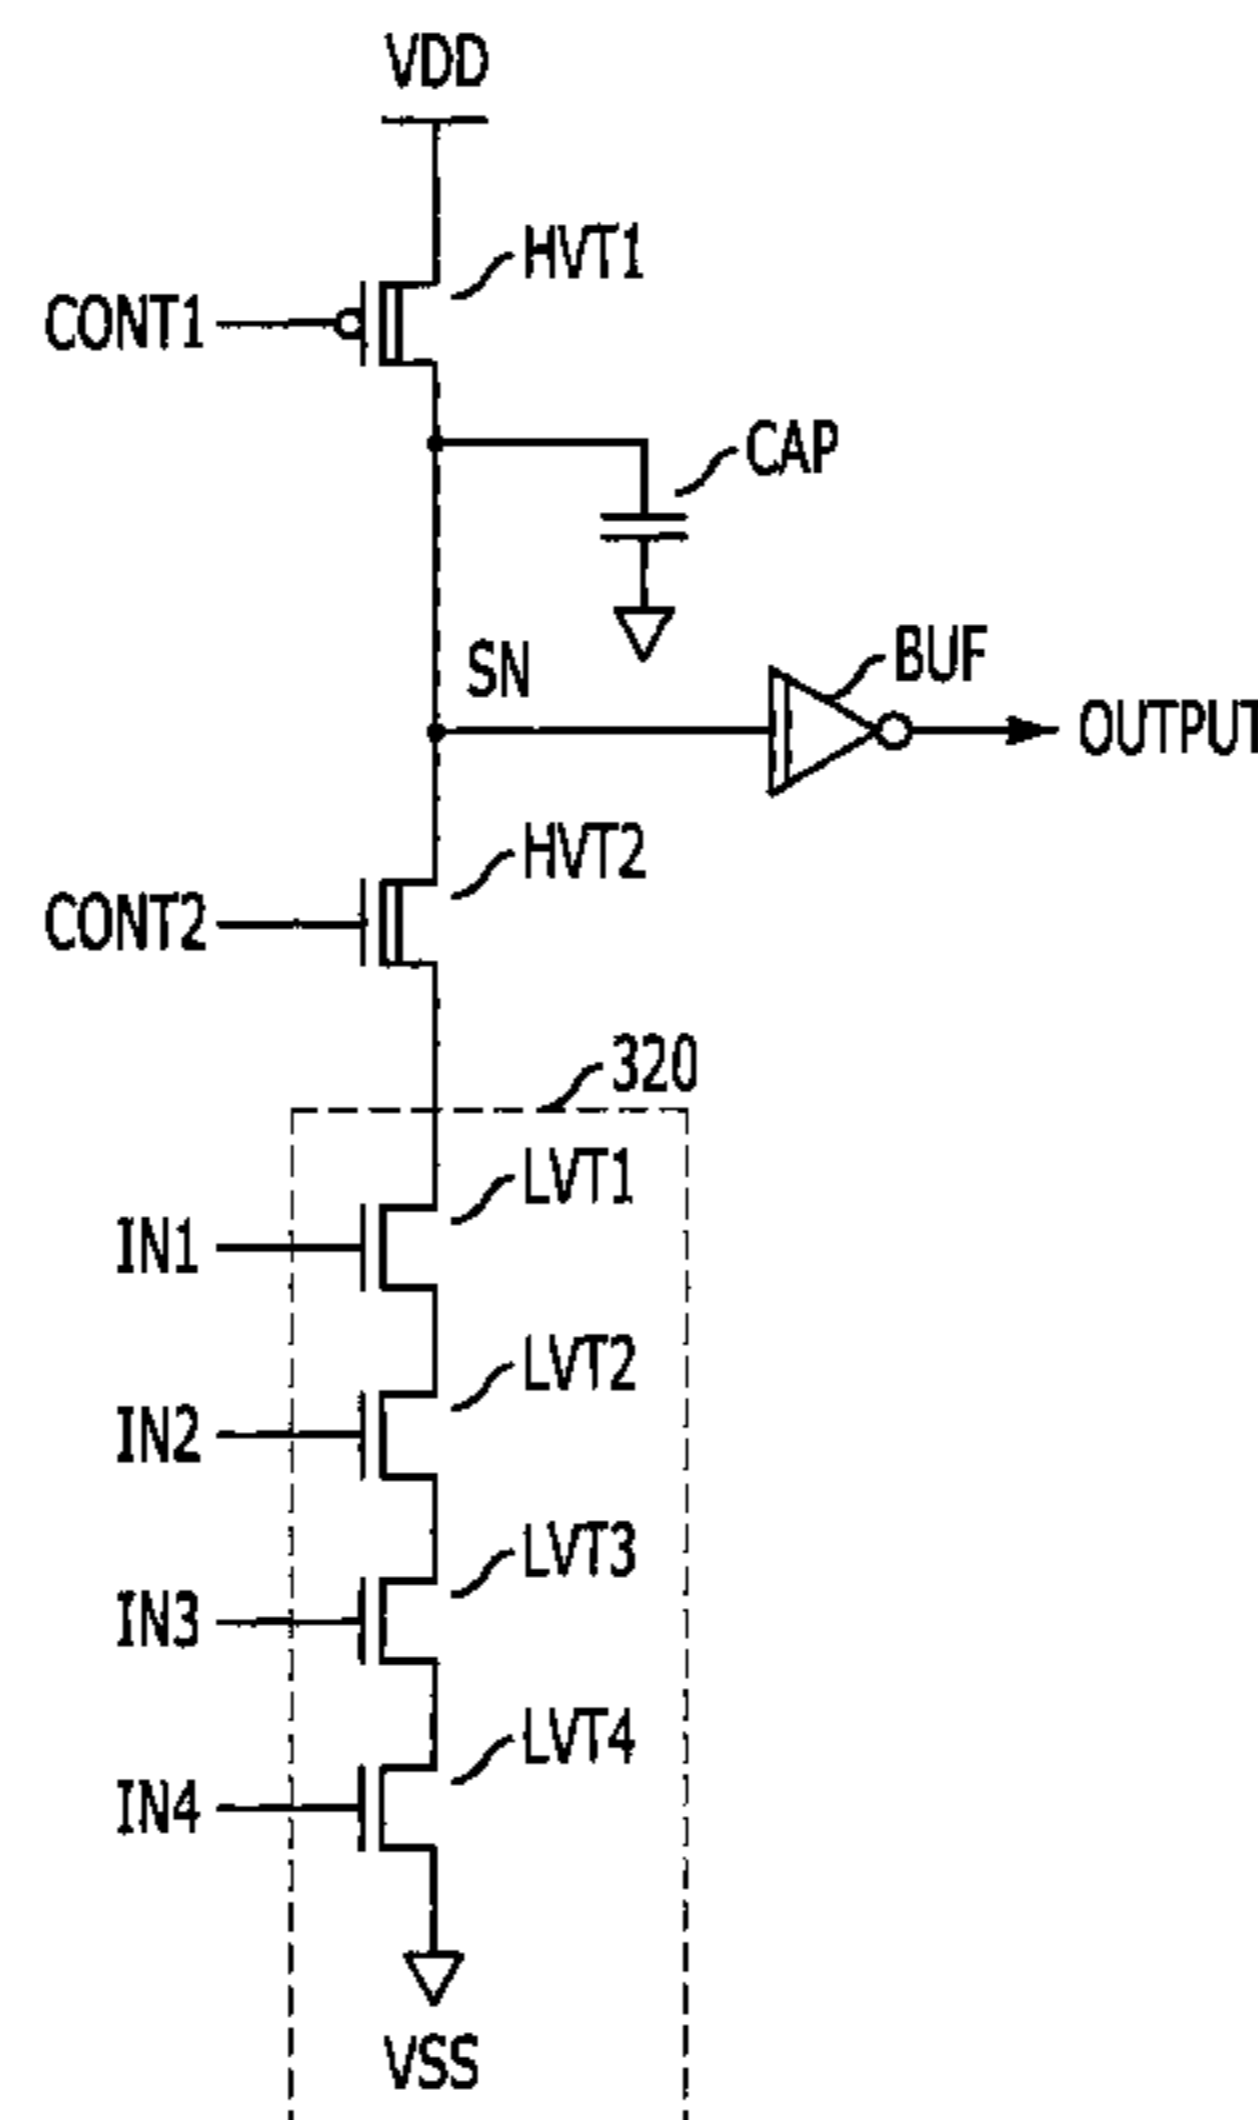 VDD
HVT1
CONT1
CAP
SN
BUF
OUTPUT
HVT2
CONT2
320
LVT1
IN1
LVT2
IN2
LVT3
IN3
LVT4
IN4
VSS